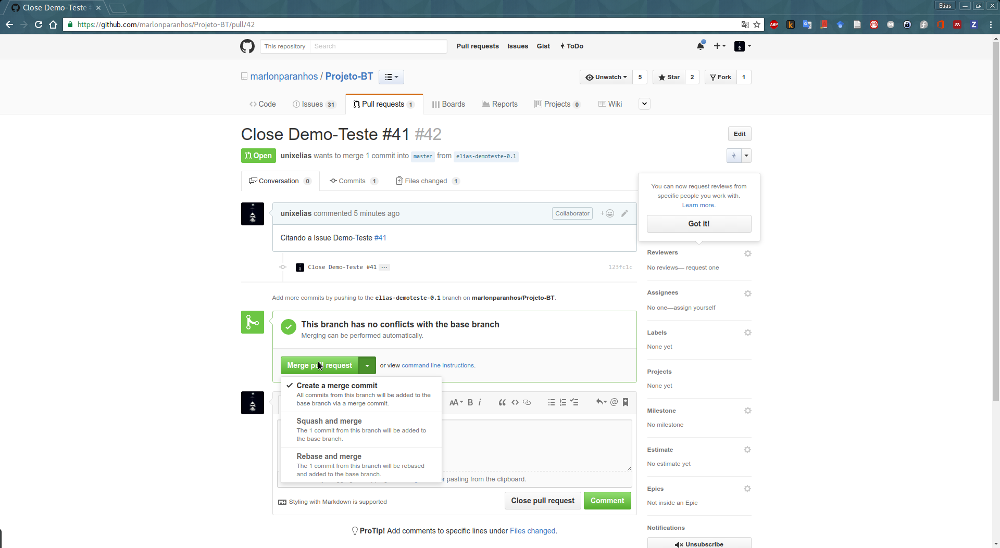 Close Demo-Teste
Elias
https://github.com/marlonparanhos/Projeto-BT/pull/42
ABP
This repository Search Pull requests Issues Gist ToDo
marlonparanhos / Projeto-BT
Unwatch 5 Star 2 Fork 1
Code Issues 31 Pull requests 1 Boards Reports Projects 0 Wiki
Close Demo-Teste #41 #42
Edit
Open unixelias wants to merge 1 commit into master from elias-demoteste-0.1
Conversation 0 Commits 1 Files changed 1
You can now request reviews from
specific people you work with.
Learn more.
Got it!
unixelias commented 5 minutes ago Collaborator
Citando a Issue Demo-Teste #41
Close Demo-Teste #41 … 123fc1c
Add more commits by pushing to the elias-demoteste-0.1 branch on marlonparanhos/Projeto-BT.
This branch has no conflicts with the base branch
Merging can be performed automatically.
Merge pull request or view command line instructions.
Create a merge commit
All commits from this branch will be added to the
base branch via a merge commit.
Squash and merge
The 1 commit from this branch will be added to
the base branch.
Rebase and merge
The 1 commit from this branch will be rebased
and added to the base branch.
AA B i
or pasting from the clipboard.
Styling with Markdown is supported
Close pull request Comment
ProTip! Add comments to specific lines under Files changed.
Reviewers
No reviews— request one
Assignees
No one—assign yourself
Labels
None yet
Projects
None yet
Milestone
No milestone
Estimate
No estimate yet
Epics
Not inside an Epic
Notifications
Unsubscribe